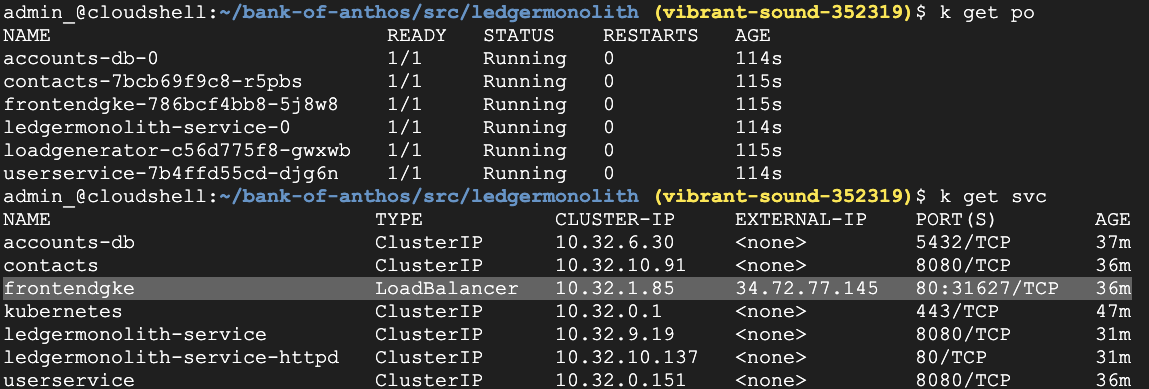 admin_@cloudshell:~/bank-of-anthos/src/ledgermonolith (vibrant-sound-352319)$ k get po
NAME READY STATUS RESTARTS AGE
accounts-db-0 1/1 Running 0 114s
contacts-7bcb69f9c8-r5pbs 1/1 Running 0 115s
frontendgke-786bcf4bb8-5j8w8 1/1 Running 0 115s
ledgermonolith-service-0 1/1 Running 0 114s
loadgenerator-c56d775f8-gwxwb 1/1 Running 0 115s
userservice-7b4ffd55cd-djg6n 1/1 Running 0 114s
admin_@cloudshell:~/bank-of-anthos/src/ledgermonolith (vibrant-sound-352319)$ k get svc
NAME TYPE CLUSTER-IP EXTERNAL-IP PORT(S) AGE
accounts-db ClusterIP 10.32.6.30 <none> 5432/TCP 37m
contacts ClusterIP 10.32.10.91 <none> 8080/TCP 36m
frontendgke LoadBalancer 10.32.1.85 34.72.77.145 80:31627/TCP 36m
kubernetes ClusterIP 10.32.0.1 <none> 443/TCP 47m
ledgermonolith-service ClusterIP 10.32.9.19 <none> 8080/TCP 31m
ledgermonolith-service-httpd ClusterIP 10.32.10.137 <none> 80/TCP 31m
userservice ClusterIP 10.32.0.151 <none> 8080/TCP 36m